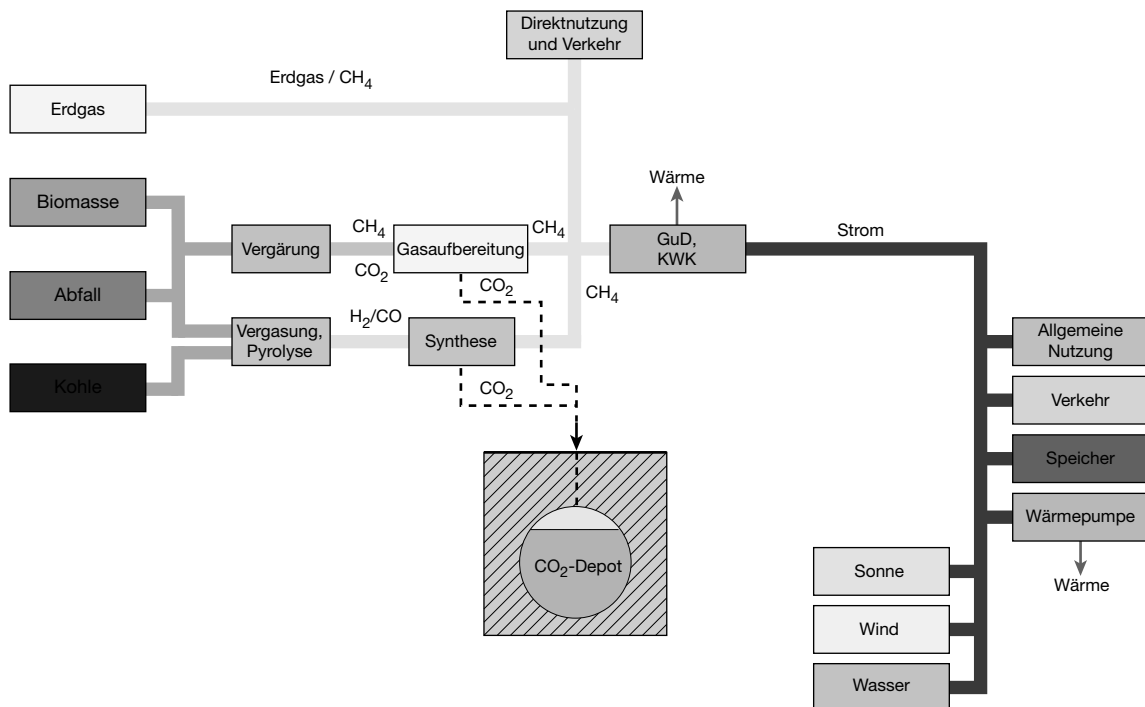 Direktnutzung
und Verkehr
Erdgas / CH₄
Erdgas
Wärme
Biomasse
CH₄
CH₄
Strom
Vergärung
Gasaufbereitung
GuD,
KWK
CO₂
CO₂
CH₄
Abfall
H₂/CO
Vergasung,
Pyrolyse
Synthese
Allgemeine
Nutzung
Kohle
CO₂
Verkehr
Speicher
Wärmepumpe
CO₂-Depot
Sonne
Wärme
Wind
Wasser